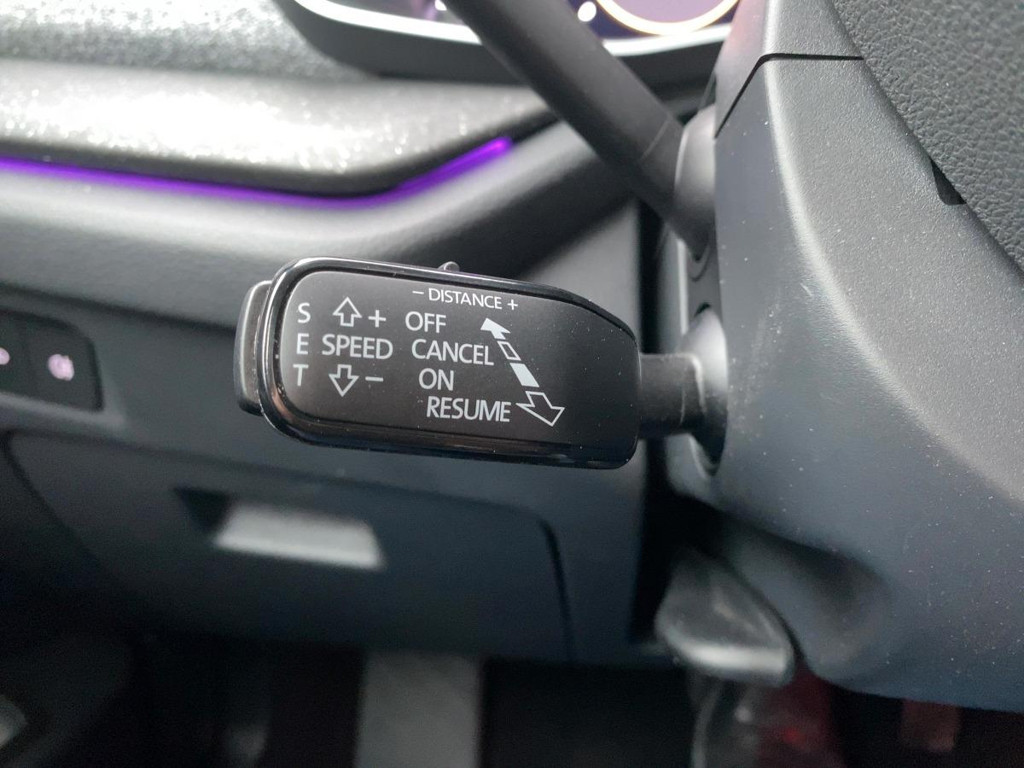 − DISTANCE +
S + OFF
E SPEED CANCEL
T − ON
RESUME